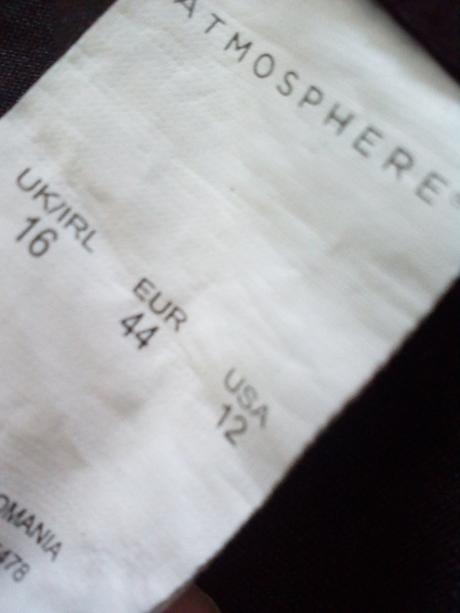 ATMOSPHERE
UK/IRL EUR USA
16 44 12
OMANIA
478